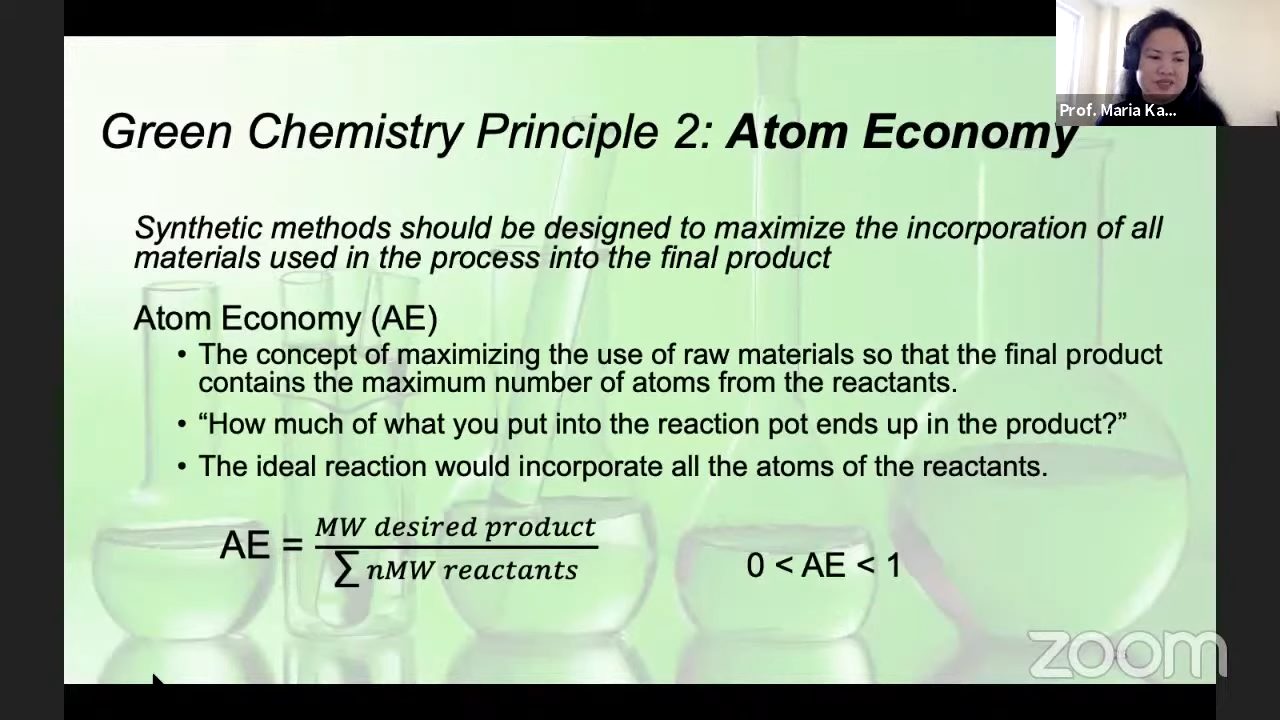 Prof. Maria Ka...
Green Chemistry Principle 2: Atom Economy
Synthetic methods should be designed to maximize the incorporation of all
materials used in the process into the final product
Atom Economy (AE)
• The concept of maximizing the use of raw materials so that the final product
contains the maximum number of atoms from the reactants.
• “How much of what you put into the reaction pot ends up in the product?”
• The ideal reaction would incorporate all the atoms of the reactants.
AE = MW desired product
∑ nMW reactants
0 < AE < 1
zoom